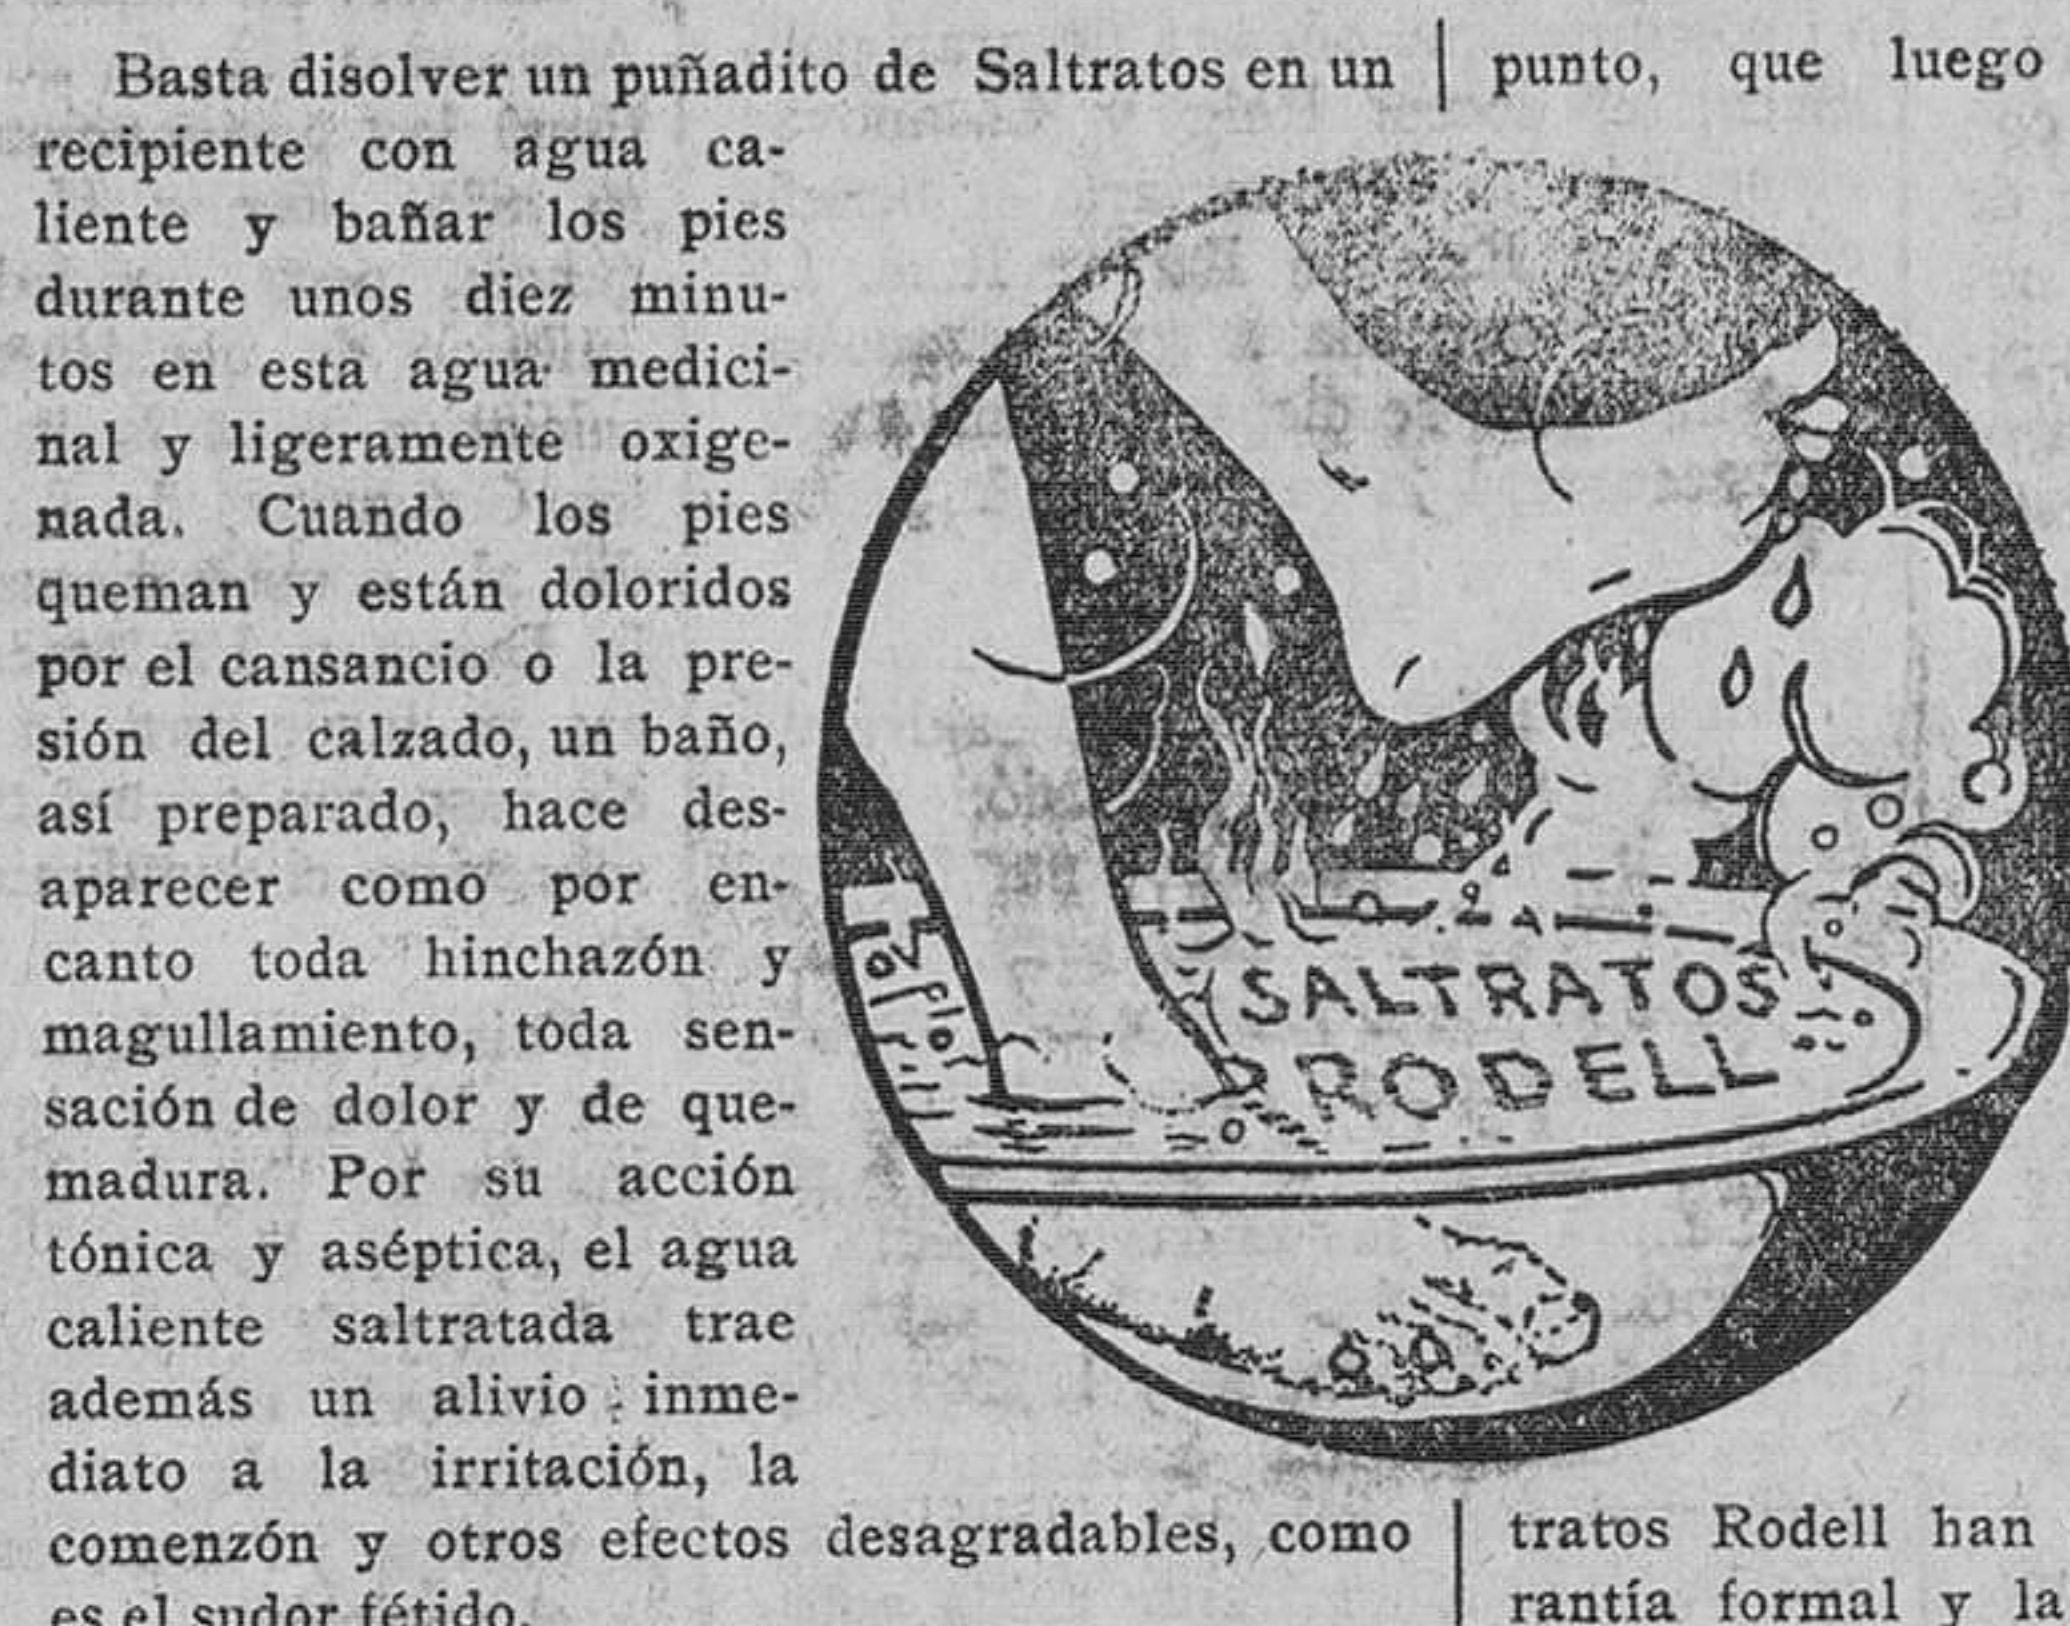 Basta disolver un puñadito de Saltratos en un
recipiente con agua ca-
liente y bañar los pies
durante unos diez minu-
tos en esta agua medici-
nal y ligeramente oxige-
nada. Cuando los pies
queman y están doloridos
por el cansancio o la pre-
sión del calzado, un baño,
así preparado, hace des-
aparecer como por en-
canto toda hinchazón y
magullamiento, toda sen-
sación de dolor y de que-
madura. Por su acción
tónica y aséptica, el agua
caliente saltratada trae
además un alivio inme-
diato a la irritación, la
comenzón y otros efectos desagradables, como
es el sudor fétido.
punto, que luego
SALTRATOS
RODELL
tratos Rodell han
rantía formal y la